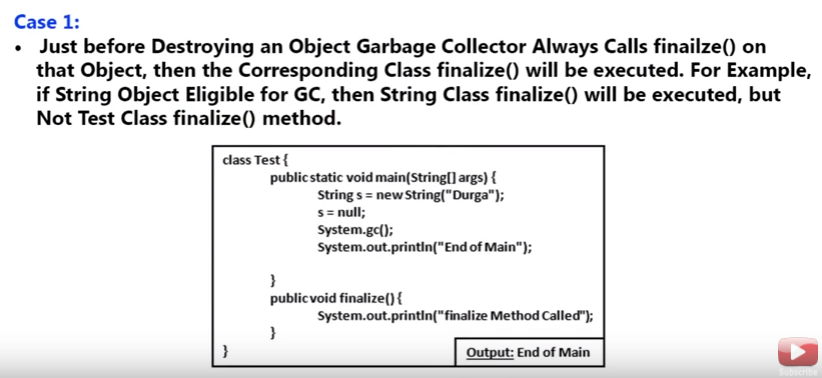 Case 1:
• Just before Destroying an Object Garbage Collector Always Calls finailze() on
that Object, then the Corresponding Class finalize() will be executed. For Example,
if String Object Eligible for GC, then String Class finalize() will be executed, but
Not Test Class finalize() method.
class Test {
public static void main(String[] args) {
String s = new String("Durga");
s = null;
System.gc();
System.out.println("End of Main");
}
public void finalize() {
System.out.println("finalize Method Called");
}
}
Output: End of Main
Subscribe